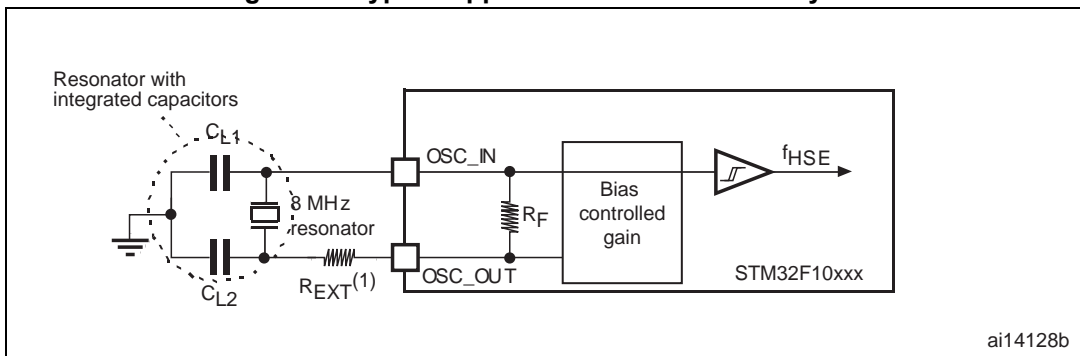 Resonator with
integrated capacitors
CL1
OSC_IN
fHSE
8 MHz
resonator
RF
Bias
controlled
gain
CL2
REXT(1)
OSC_OUT
STM32F10xxx
ai14128b